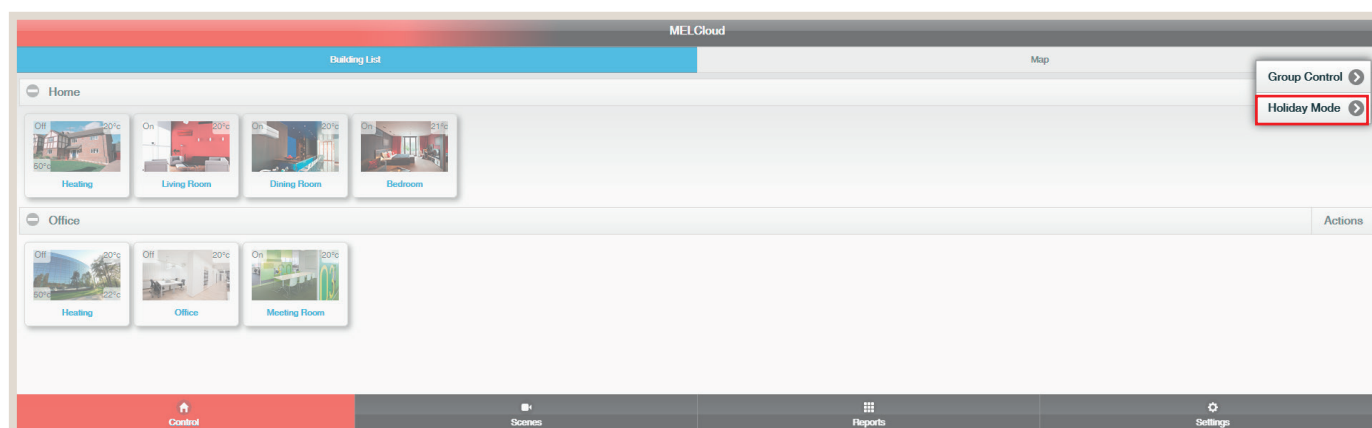 MELCloud
Building List Map
Group Control
Home
Holiday Mode
Off 20°c On 20°c On 20°c On 21°c
50°c
Heating Living Room Dining Room Bedroom
Office Actions
Off 20°c Off 20°c On 20°c
50°c 22°c
Heating Office Meeting Room
Control Scenes Reports Settings